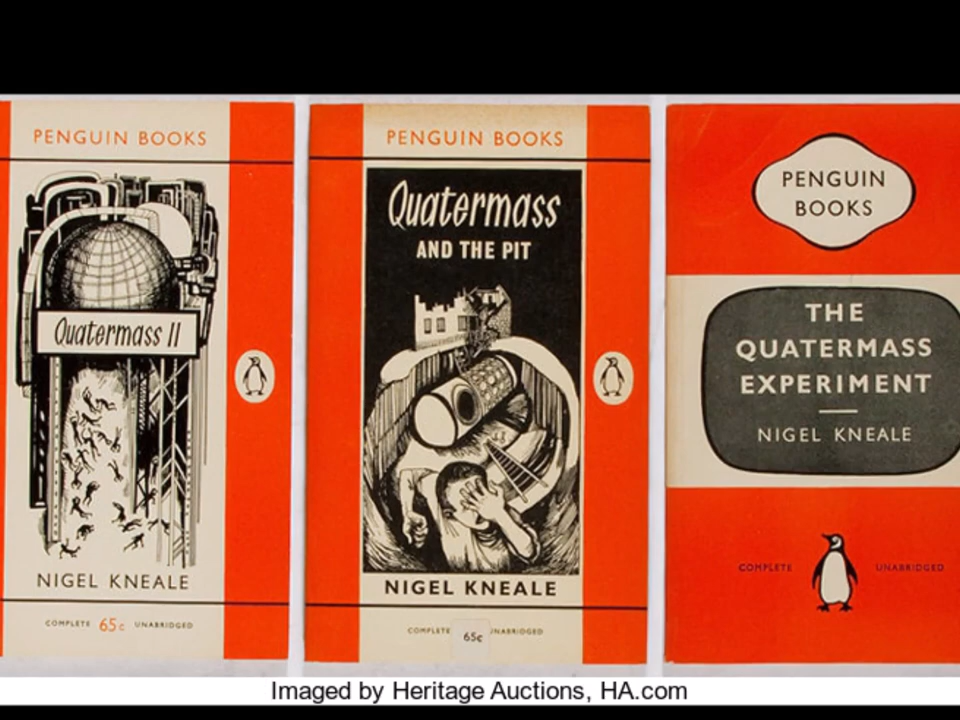 PENGUIN BOOKS
Quatermass II
NIGEL KNEALE
COMPLETE 65c UNABRIDGED
PENGUIN BOOKS
Quatermass
AND THE PIT
NIGEL KNEALE
COMPLETE 65¢ UNABRIDGED
PENGUIN
BOOKS
THE
QUATERMASS
EXPERIMENT
NIGEL KNEALE
COMPLETE UNABRIDGED
Imaged by Heritage Auctions, HA.com